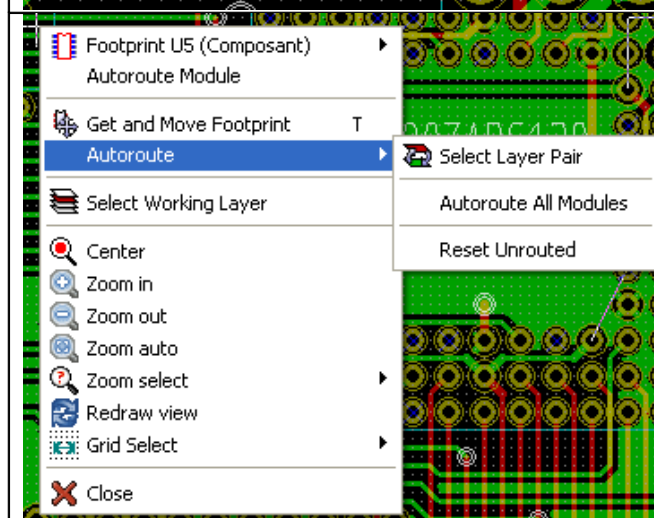 Footprint U5 (Composant)
Autoroute Module
Get and Move Footprint T
Autoroute
Select Layer Pair
Autoroute All Modules
Reset Unrouted
Select Working Layer
Center
Zoom in
Zoom out
Zoom auto
Zoom select
Redraw view
Grid Select
Close